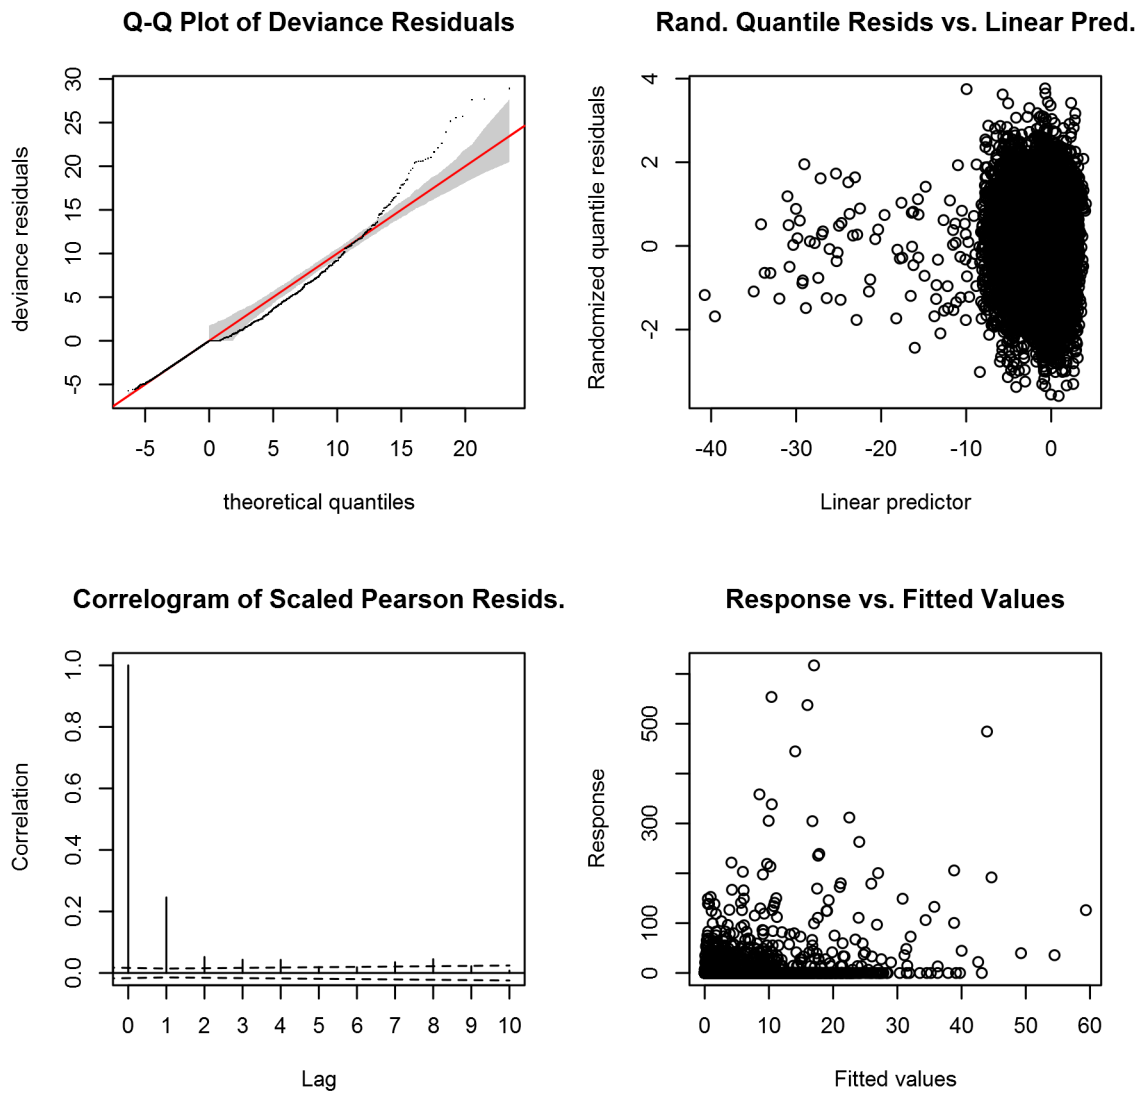 Q-Q Plot of Deviance Residuals
30
25
20
15
10
5
0
-5
deviance residuals
-5 0 5 10 15 20
theoretical quantiles
Rand. Quantile Resids vs. Linear Pred.
4
2
0
-2
Randomized quantile residuals
-40 -30 -20 -10 0
Linear predictor
Correlogram of Scaled Pearson Resids.
1.0
0.8
0.6
0.4
0.2
0.0
Correlation
0 1 2 3 4 5 6 7 8 9 10
Lag
Response vs. Fitted Values
500
300
100
0
Response
0 10 20 30 40 50 60
Fitted values